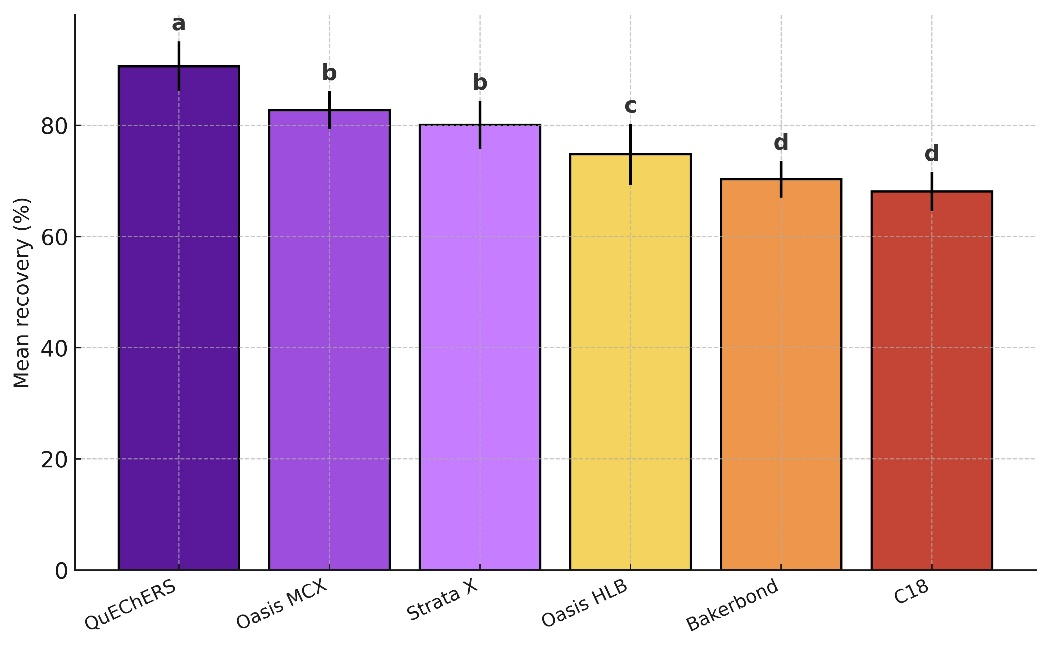 a
b
b
c
d
d
Mean recovery (%)
80
60
40
20
0
QuEChERS
Oasis MCX
Strata X
Oasis HLB
Bakerbond
C18